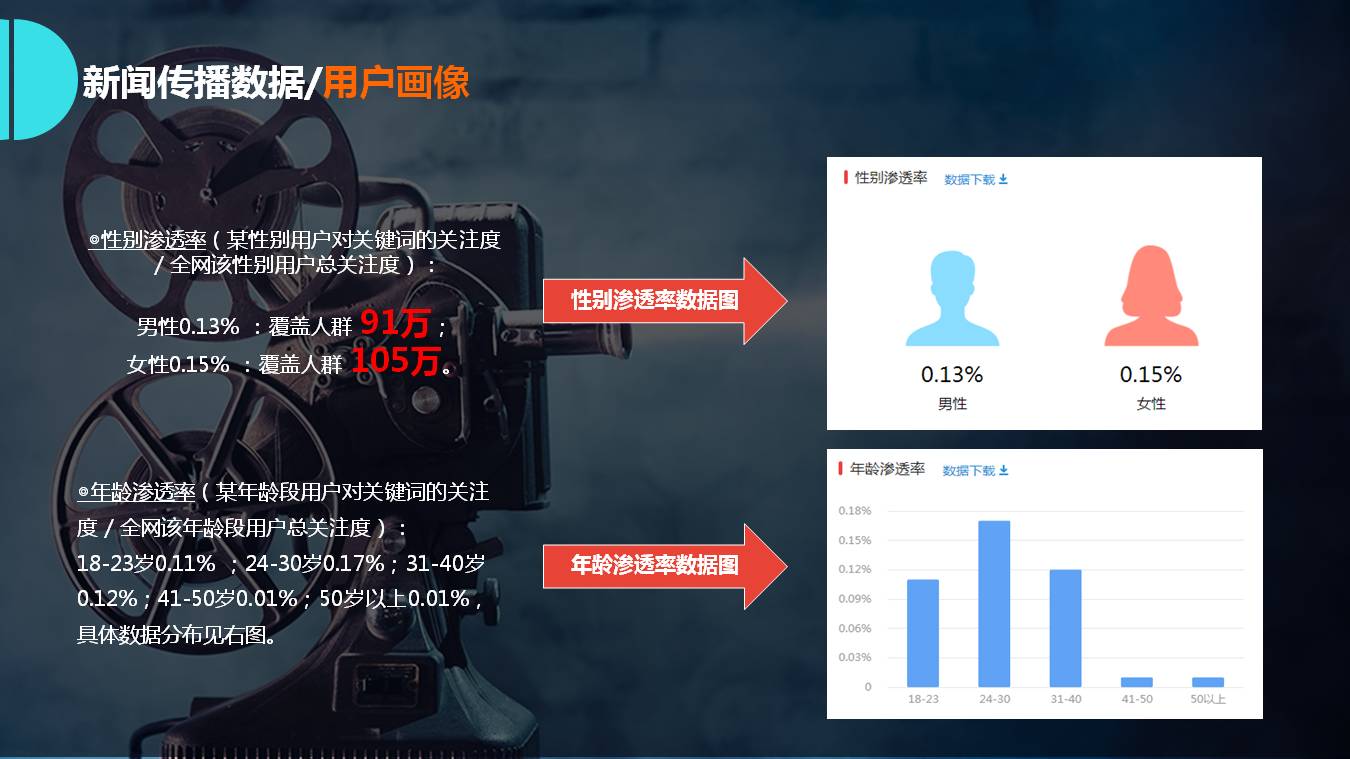 新闻传播数据/用户画像
⊙性别渗透率（某性别用户对关键词的关注度
/ 全网该性别用户总关注度）：
男性0.13% ：覆盖人群 91万；
女性0.15% ：覆盖人群 105万。
性别渗透率数据图
性别渗透率 数据下载
0.13% 0.15%
男性 女性
⊙年龄渗透率（某年龄段用户对关键词的关注
度 / 全网该年龄段用户总关注度）：
18-23岁0.11% ；24-30岁0.17%；31-40岁
0.12%；41-50岁0.01%；50岁以上0.01%，
具体数据分布见右图。
年龄渗透率数据图
年龄渗透率 数据下载
0.18%
0.15%
0.12%
0.09%
0.06%
0.03%
0
18-23 24-30 31-40 41-50 50以上